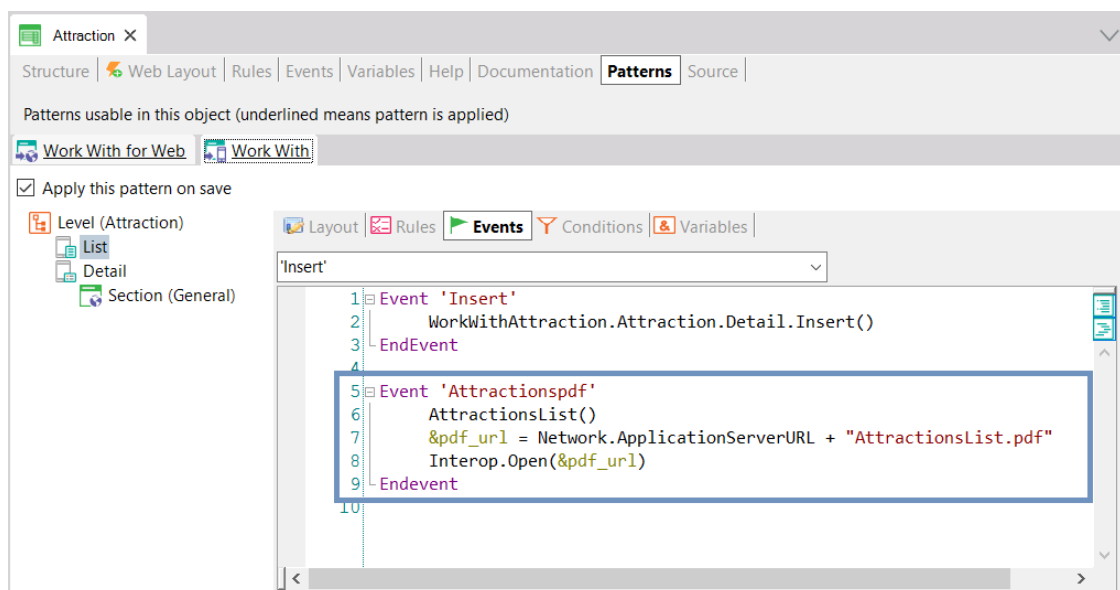 Attraction
Structure Web Layout Rules Events Variables Help Documentation Patterns Source
Patterns usable in this object (underlined means pattern is applied)
Work With for Web Work With
Apply this pattern on save
Level (Attraction)
List
Detail
Section (General)
Layout Rules Events Conditions & Variables
'Insert'
1 Event 'Insert'
2 WorkWithAttraction.Attraction.Detail.Insert()
3 EndEvent
4
5 Event 'Attractionspdf'
6 AttractionsList()
7 &pdf_url = Network.ApplicationServerURL + "AttractionsList.pdf"
8 Interop.Open(&pdf_url)
9 Endevent
10